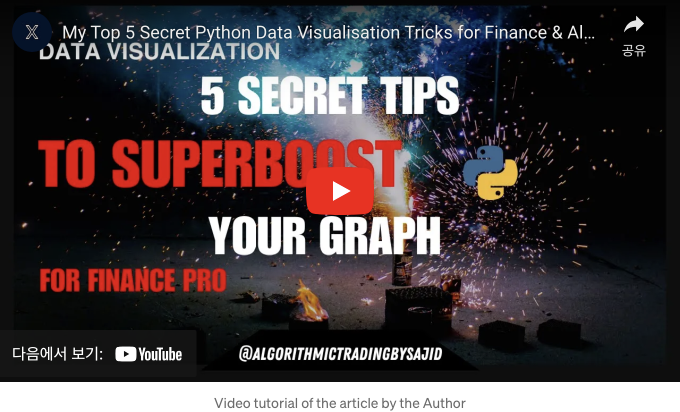 X
My Top 5 Secret Python Data Visualisation Tricks for Finance & Al...
공유
DATA VISUALIZATION
5 SECRET TIPS
TO SUPERBOOST
YOUR GRAPH
FOR FINANCE PRO
다음에서 보기: YouTube
@ALGORITHMICTRADINGBYSAJID
Video tutorial of the article by the Author